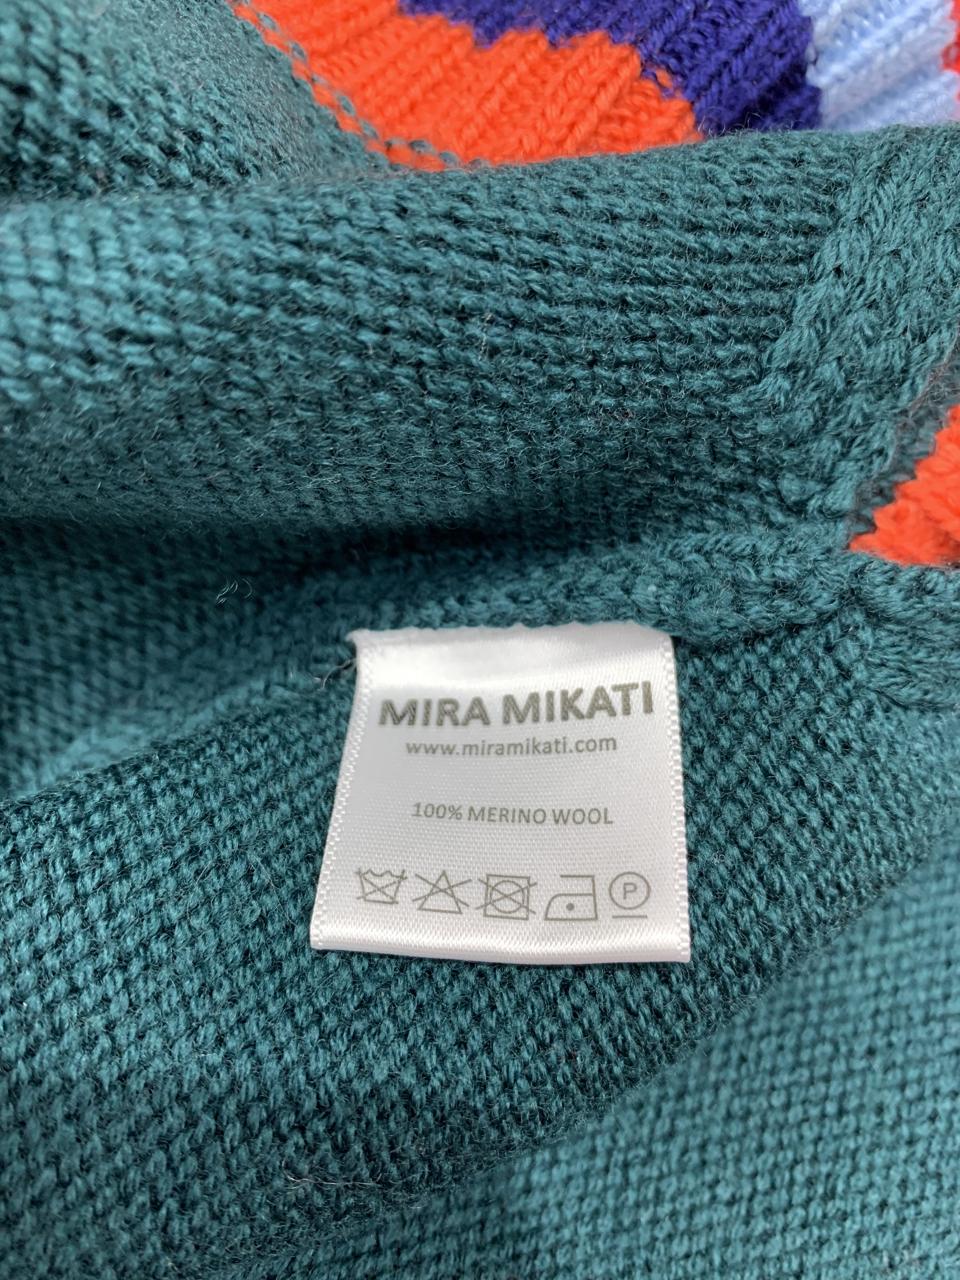 MIRA MIKATI
www.miramikati.com
100% MERINO WOOL
P